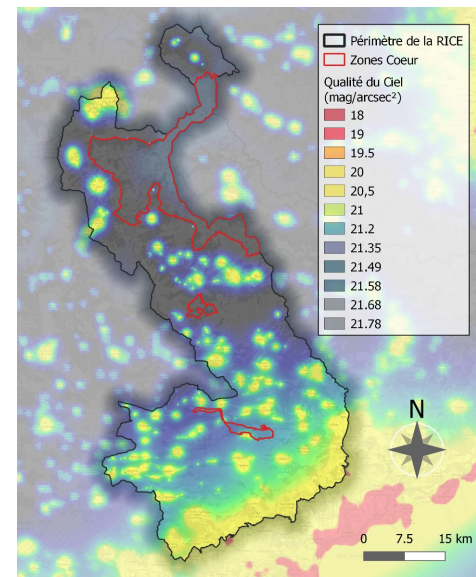 Périmètre de la RICE
Zones Coeur
Qualité du Ciel
(mag/arcsec²)
18
19
19.5
20
20,5
21
21.2
21.35
21.49
21.58
21.68
21.78
N
0 7.5 15 km